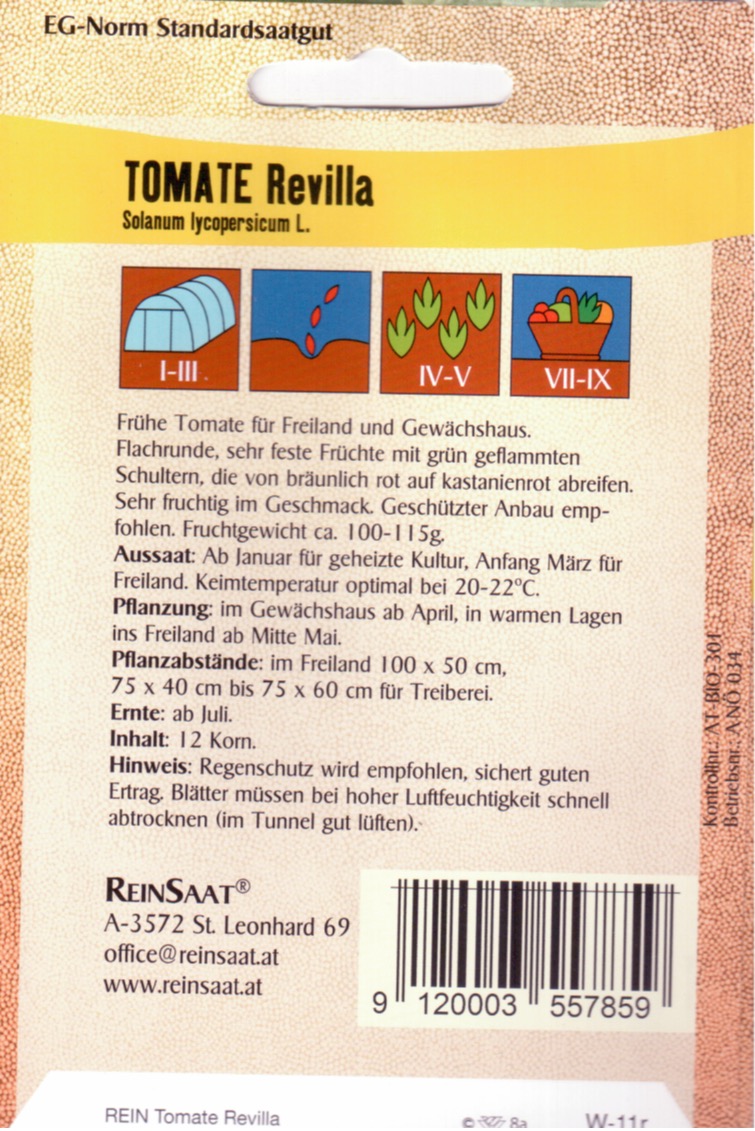 EG-Norm Standardsaatgut
TOMATE Revilla
Solanum lycopersicum L.
I-III
IV-V
VII-IX
Frühe Tomate für Freiland und Gewächshaus.
Flachrunde, sehr feste Früchte mit grün geflammten
Schultern, die von bräunlich rot auf kastanienrot abreifen.
Sehr fruchtig im Geschmack. Geschützter Anbau emp-
fohlen. Fruchtgewicht ca. 100-115g.
Aussaat: Ab Januar für geheizte Kultur, Anfang März für
Freiland. Keimtemperatur optimal bei 20-22ºC.
Pflanzung: im Gewächshaus ab April, in warmen Lagen
ins Freiland ab Mitte Mai.
Pflanzabstände: im Freiland 100 x 50 cm,
75 x 40 cm bis 75 x 60 cm für Treiberei.
Ernte: ab Juli.
Inhalt: 12 Korn.
Hinweis: Regenschutz wird empfohlen, sichert guten
Ertrag. Blätter müssen bei hoher Luftfeuchtigkeit schnell
abtrocknen (im Tunnel gut lüften).
Kontrollnr.: AT-BIO-301
Betriebsnr.: ANO 034
REINSAAT®
A-3572 St. Leonhard 69
office@reinsaat.at
www.reinsaat.at
9 120003 557859
REIN Tomate Revilla
© 8a
W-11r